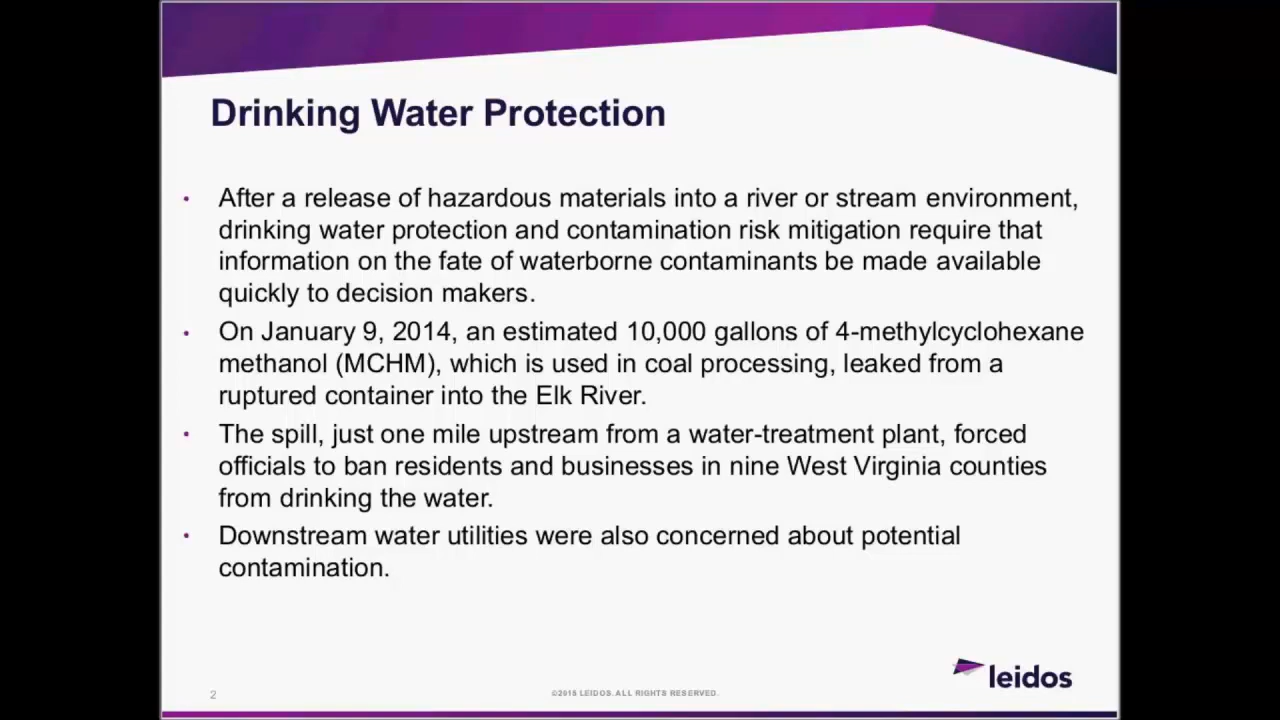 Drinking Water Protection
• After a release of hazardous materials into a river or stream environment,
drinking water protection and contamination risk mitigation require that
information on the fate of waterborne contaminants be made available
quickly to decision makers.
• On January 9, 2014, an estimated 10,000 gallons of 4-methylcyclohexane
methanol (MCHM), which is used in coal processing, leaked from a
ruptured container into the Elk River.
• The spill, just one mile upstream from a water-treatment plant, forced
officials to ban residents and businesses in nine West Virginia counties
from drinking the water.
• Downstream water utilities were also concerned about potential
contamination.
leidos
2
©2015 LEIDOS. ALL RIGHTS RESERVED.